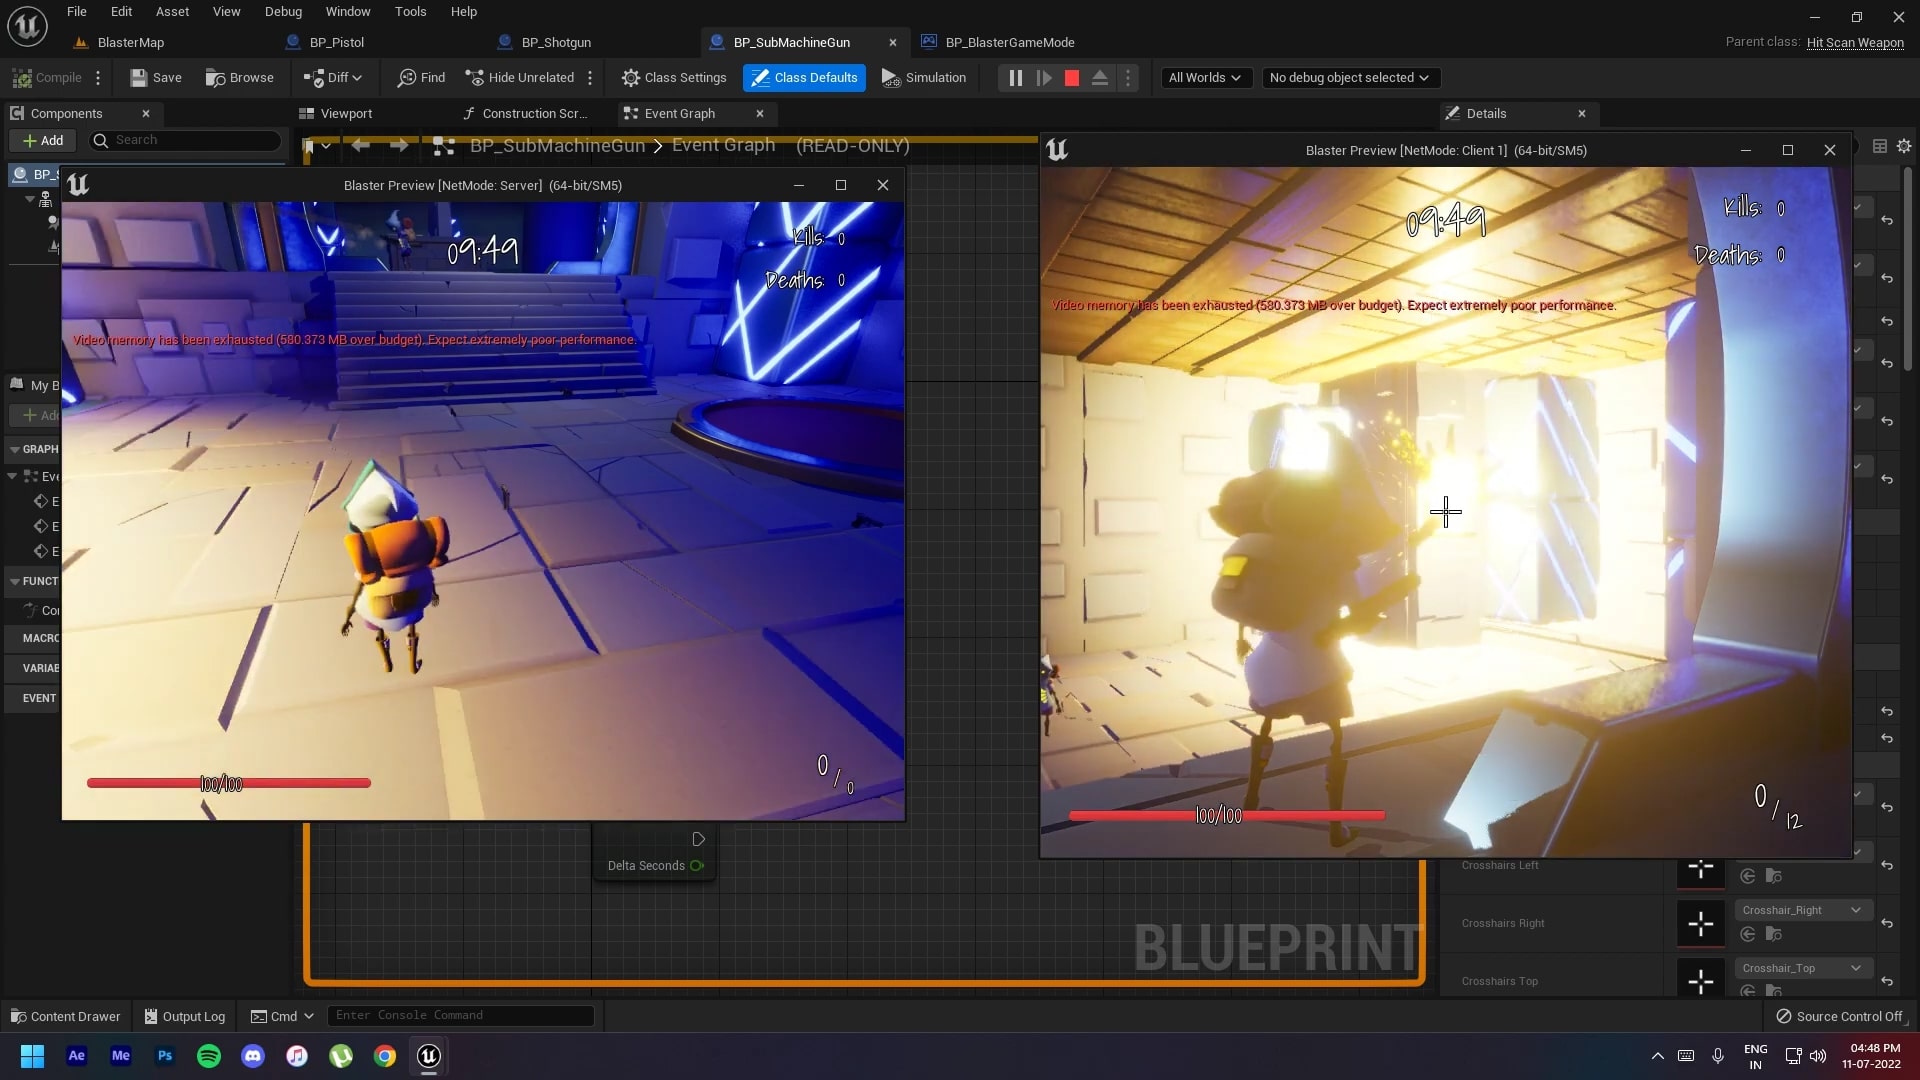 File Edit Asset View Debug Window Tools Help
BlasterMap BP_Pistol BP_Shotgun BP_SubMachineGun BP_BlasterGameMode
Parent class: Hit Scan Weapon
Compile Save Browse Diff Find Hide Unrelated Class Settings Class Defaults Simulation All Worlds No debug object selected
Components Viewport Construction Scr... Event Graph Details
Add Search
BP_SubMachineGun Event Graph (READ-ONLY)
BP_S
Blaster Preview [NetMode: Server] (64-bit/SM5)
09:49
Kills: 0
Deaths: 0
Video memory has been exhausted (580.373 MB over budget). Expect extremely poor performance.
100/100
0 / 0
Blaster Preview [NetMode: Client 1] (64-bit/SM5)
09:49
Kills: 0
Deaths: 0
Video memory has been exhausted (580.373 MB over budget). Expect extremely poor performance.
100/100
0 / 12
My B
Add
GRAPH
Eve
E
E
E
FUNCT
Con
MACRO
VARIAB
EVENT
Delta Seconds
BLUEPRINT
Crosshairs Left
Crosshairs Right Crosshair_Right
Crosshairs Top Crosshair_Top
Content Drawer Output Log Cmd Enter Console Command Source Control Off
Ae Me Ps
ENG
IN
04:48 PM
11-07-2022